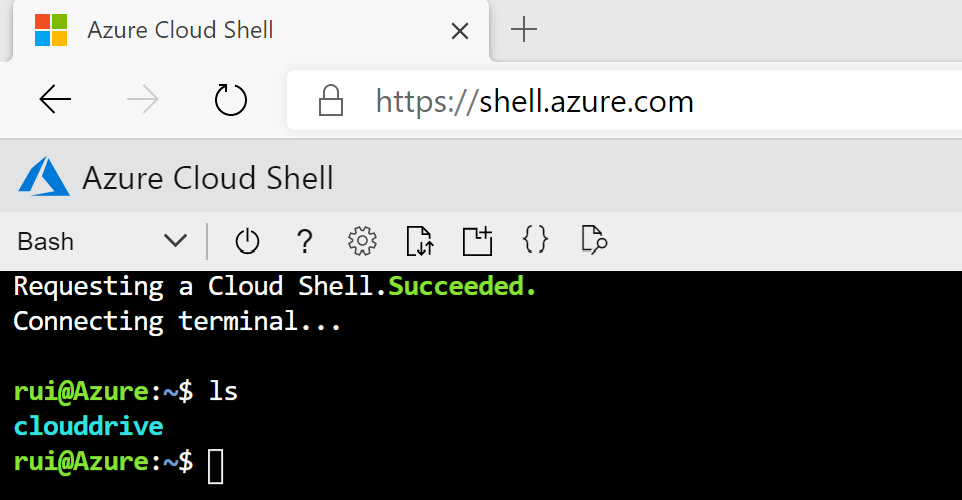 Azure Cloud Shell
https://shell.azure.com
Azure Cloud Shell
Bash ? {}
Requesting a Cloud Shell.Succeeded.
Connecting terminal...
rui@Azure:~$ ls
clouddrive
rui@Azure:~$